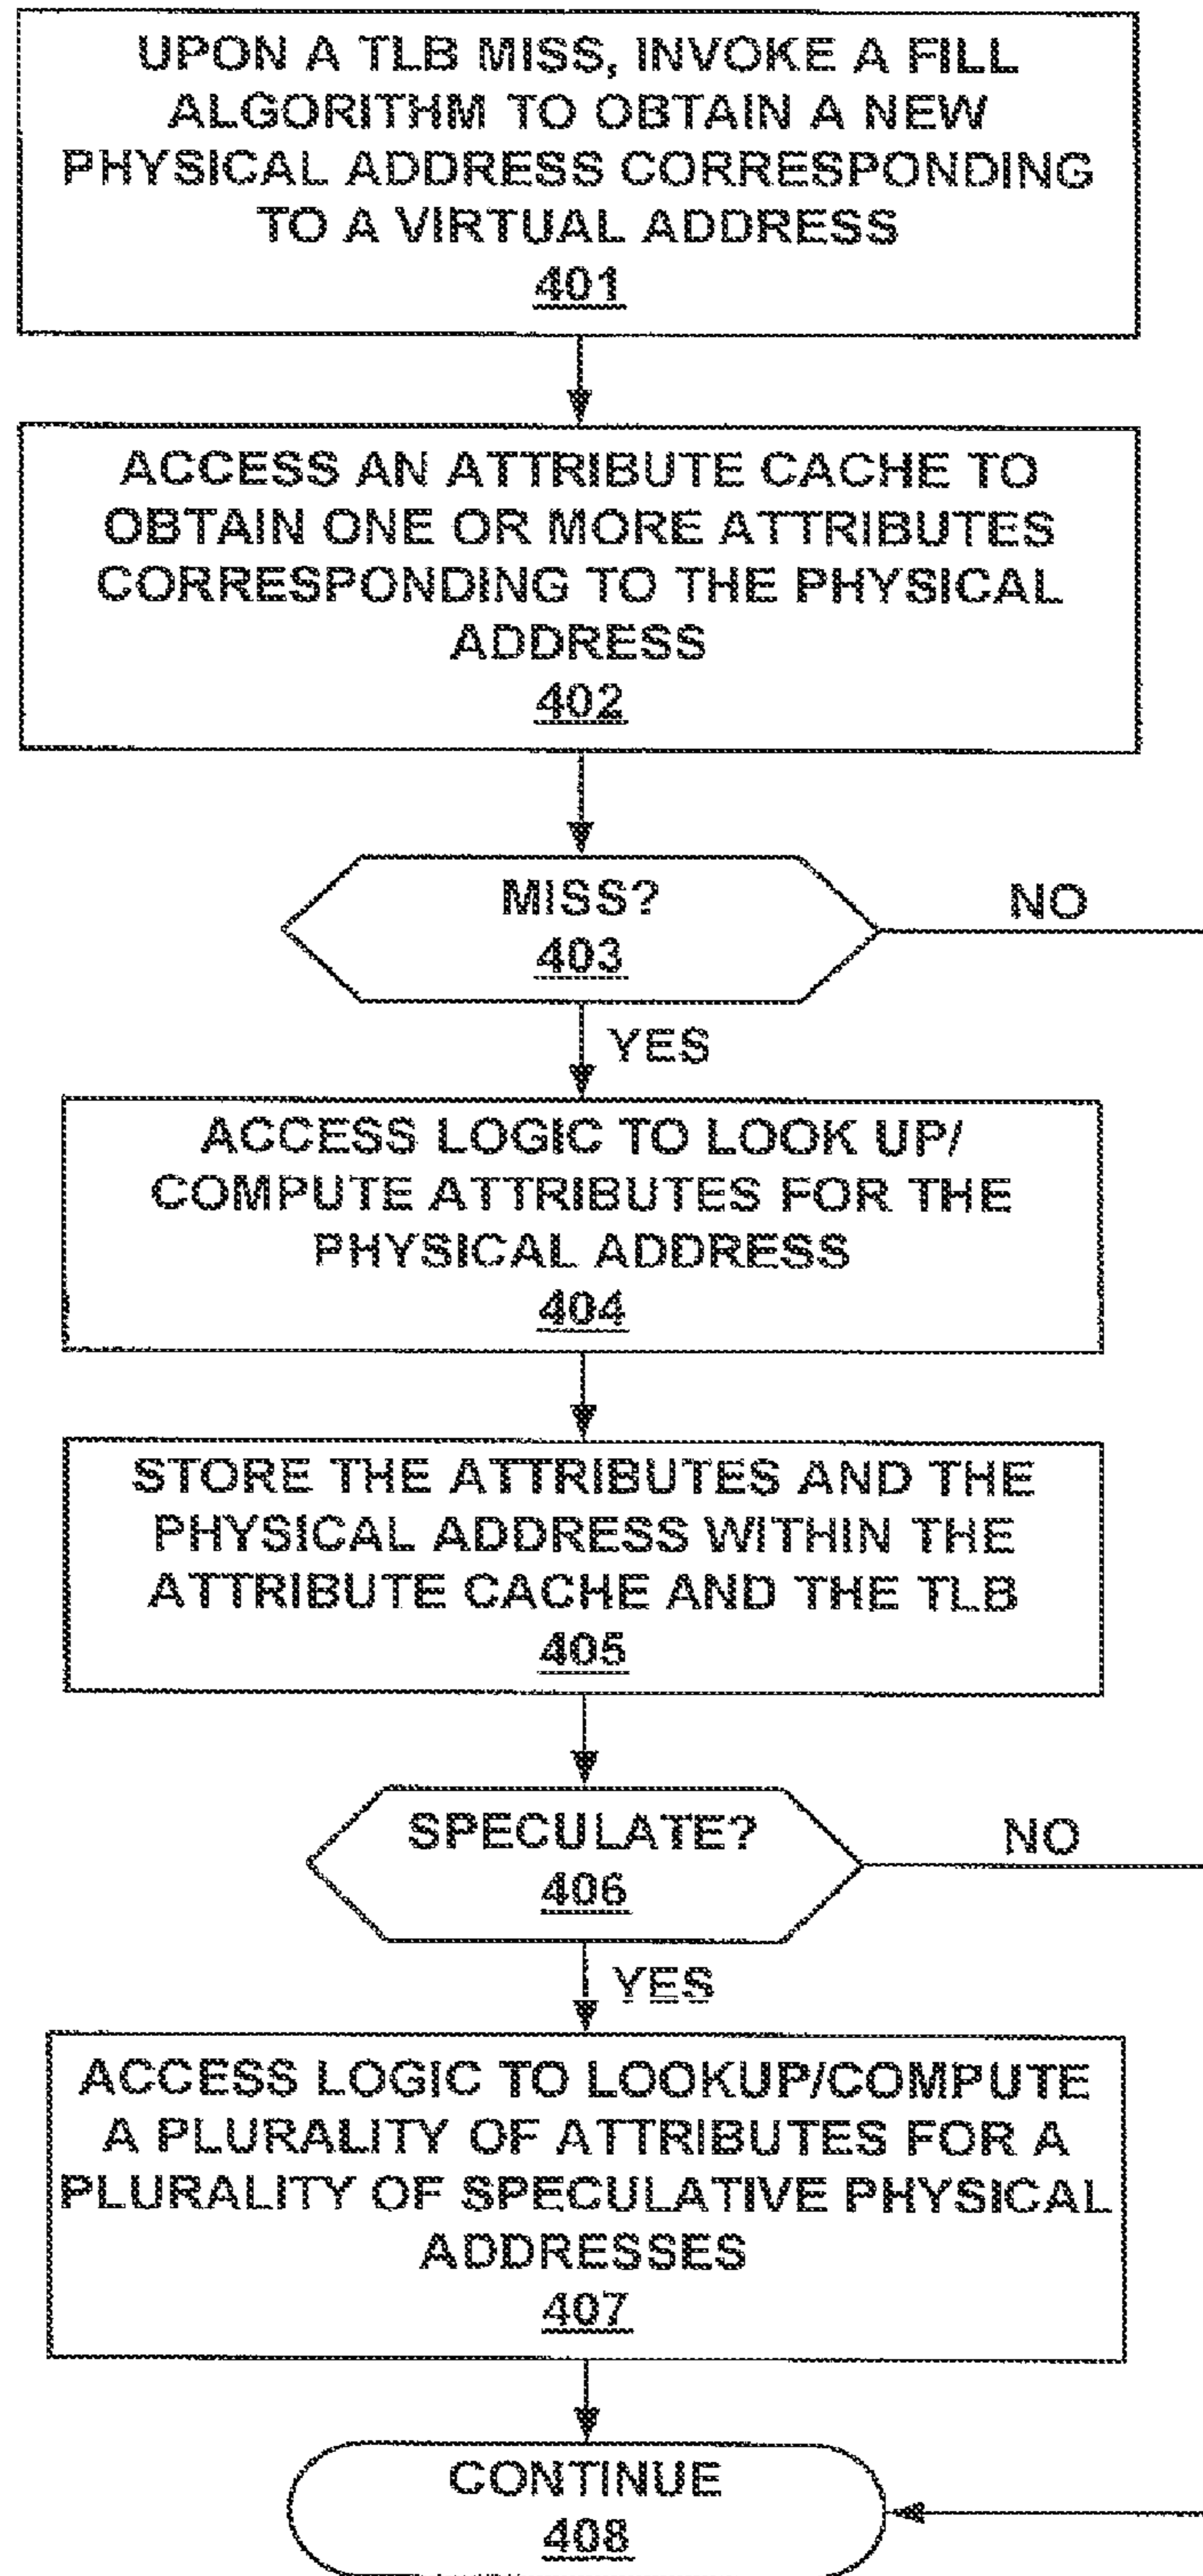 UPON A TLB MISS, INVOKE A FILL
ALGORITHM TO OBTAIN A NEW
PHYSICAL ADDRESS CORRESPONDING
TO A VIRTUAL ADDRESS
401
ACCESS AN ATTRIBUTE CACHE TO
OBTAIN ONE OR MORE ATTRIBUTES
CORRESPONDING TO THE PHYSICAL
ADDRESS
402
MISS?
403
NO
YES
ACCESS LOGIC TO LOOK UP/
COMPUTE ATTRIBUTES FOR THE
PHYSICAL ADDRESS
404
STORE THE ATTRIBUTES AND THE
PHYSICAL ADDRESS WITHIN THE
ATTRIBUTE CACHE AND THE TLB
405
SPECULATE?
406
NO
YES
ACCESS LOGIC TO LOOKUP/COMPUTE
A PLURALITY OF ATTRIBUTES FOR A
PLURALITY OF SPECULATIVE PHYSICAL
ADDRESSES
407
CONTINUE
408